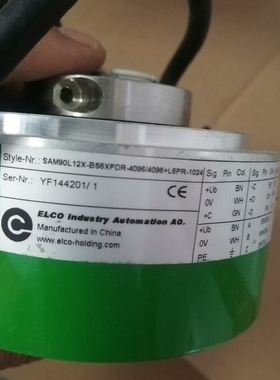 Style-Nr.: SAM90L12X-BS6XPDR-4096/4096+L6PR-1024
Ser-Nr.: YF144201/ 1
CE
e
ELCO Industry Automation AG.
Manufactured in China
www.elco-holding.com
Sig. Pin Col. Sig
+Ub BN -C
0V WH +D
+C GN -D
+Ub BN A
0V WH B
PE